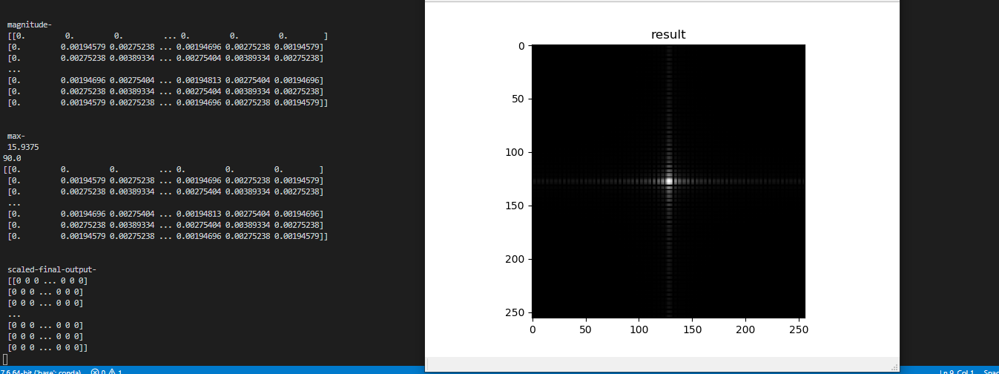 magnitude-
[[0. 0. 0. ... 0. 0. 0. ]
[0. 0.00194579 0.00275238 ... 0.00194696 0.00275238 0.00194579]
[0. 0.00275238 0.00389334 ... 0.00275404 0.00389334 0.00275238]
...
[0. 0.00194696 0.00275404 ... 0.00194813 0.00275404 0.00194696]
[0. 0.00275238 0.00389334 ... 0.00275404 0.00389334 0.00275238]
[0. 0.00194579 0.00275238 ... 0.00194696 0.00275238 0.00194579]]
max-
15.9375
90.0
[[0. 0. 0. ... 0. 0. 0. ]
[0. 0.00194579 0.00275238 ... 0.00194696 0.00275238 0.00194579]
[0. 0.00275238 0.00389334 ... 0.00275404 0.00389334 0.00275238]
...
[0. 0.00194696 0.00275404 ... 0.00194813 0.00275404 0.00194696]
[0. 0.00275238 0.00389334 ... 0.00275404 0.00389334 0.00275238]
[0. 0.00194579 0.00275238 ... 0.00194696 0.00275238 0.00194579]]
scaled-final-output-
[[0 0 0 ... 0 0 0]
[0 0 0 ... 0 0 0]
[0 0 0 ... 0 0 0]
...
[0 0 0 ... 0 0 0]
[0 0 0 ... 0 0 0]
[0 0 0 ... 0 0 0]]
result
0
50
100
150
200
250
0 50 100 150 200 250
7.6 64-bit ('base': conda) 0 1 Ln 9, Col 1 Spac